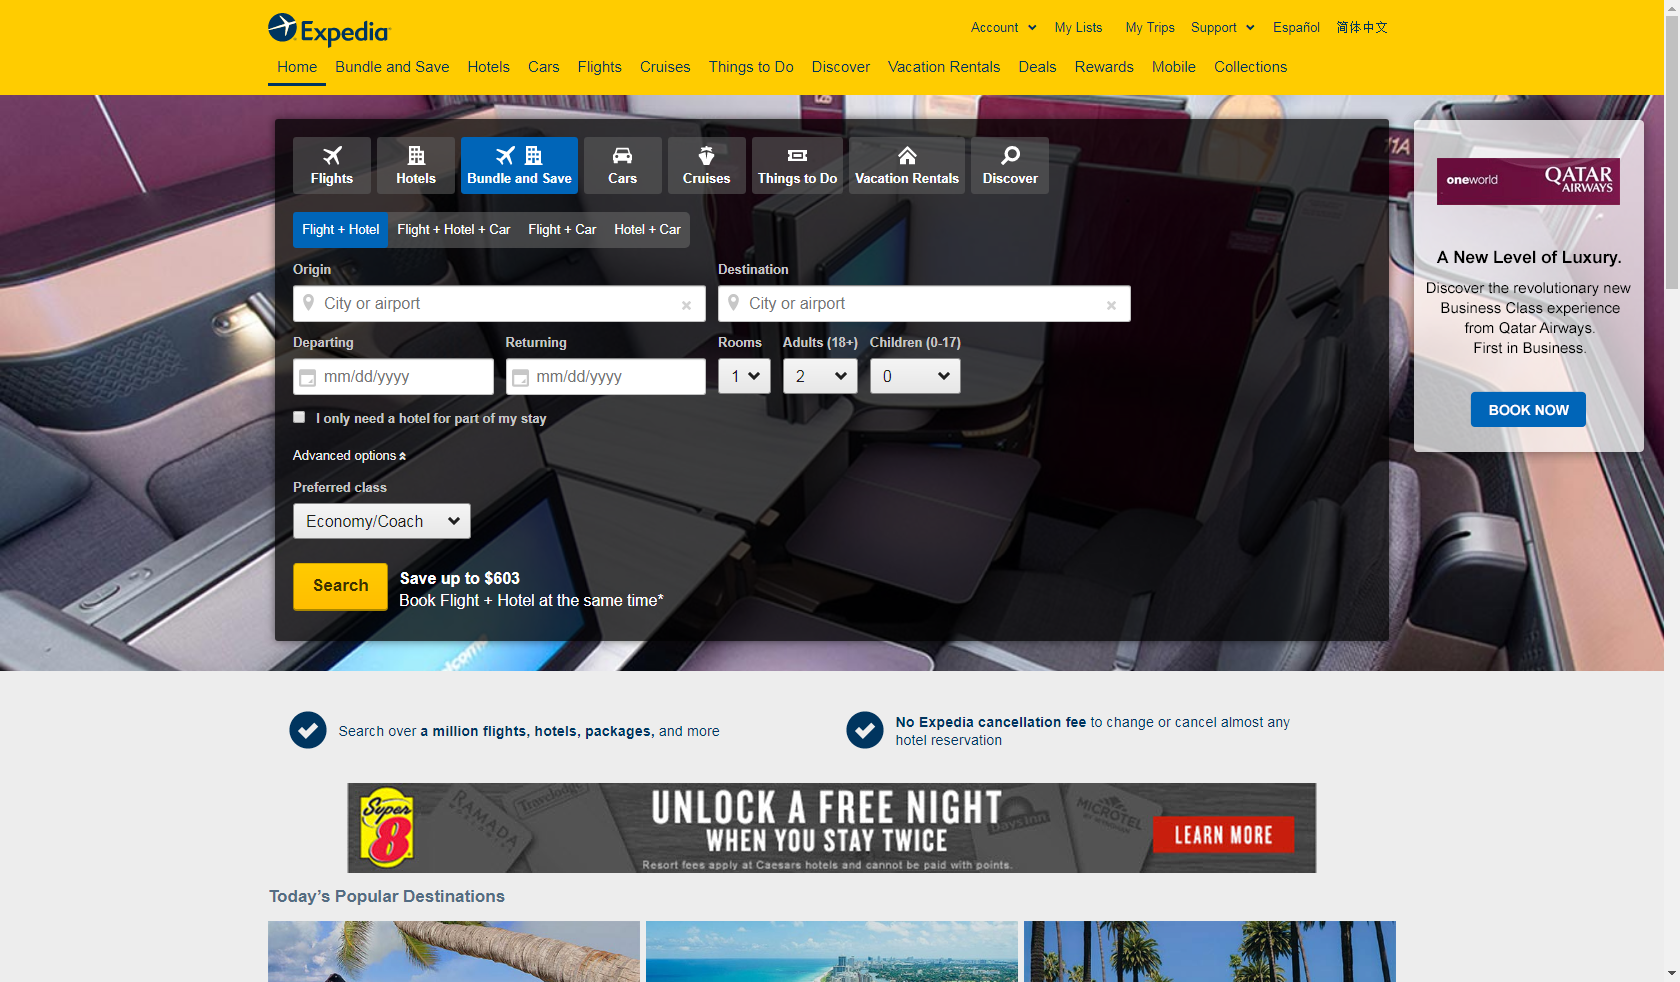 Expedia
Account
My Lists
My Trips
Support
Español
简体中文
Home
Bundle and Save
Hotels
Cars
Flights
Cruises
Things to Do
Discover
Vacation Rentals
Deals
Rewards
Mobile
Collections
11A
Flights
Hotels
Bundle and Save
Cars
Cruises
Things to Do
Vacation Rentals
Discover
Flight + Hotel
Flight + Hotel + Car
Flight + Car
Hotel + Car
Origin
Destination
City or airport
City or airport
Departing
Returning
Rooms
Adults (18+)
Children (0-17)
mm/dd/yyyy
mm/dd/yyyy
1
2
0
I only need a hotel for part of my stay
Advanced options
Preferred class
Economy/Coach
Search
Save up to $603
Book Flight + Hotel at the same time*
oneworld
QATAR
AIRWAYS
A New Level of Luxury.
Discover the revolutionary new
Business Class experience
from Qatar Airways.
First in Business.
BOOK NOW
Search over a million flights, hotels, packages, and more
No Expedia cancellation fee to change or cancel almost any
hotel reservation
Super
8
RAMADA
Travelodge
UNLOCK A FREE NIGHT
WHEN YOU STAY TWICE
Resort fees apply at Caesars hotels and cannot be paid with points.
Days Inn
MICROTEL
BY WYNDHAM
LEARN MORE
Today's Popular Destinations